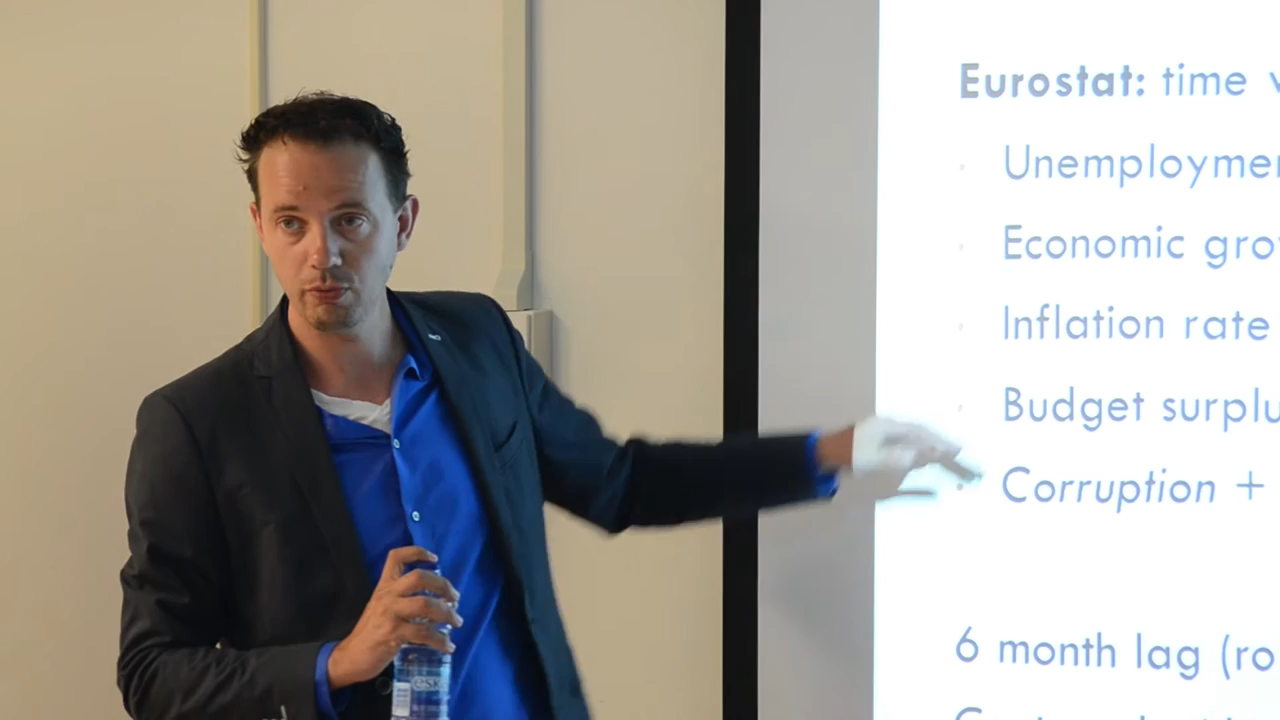 Eurostat: time
Unemploymen
Economic gro
Inflation rate
Budget surplu
Corruption +
6 month lag (ro